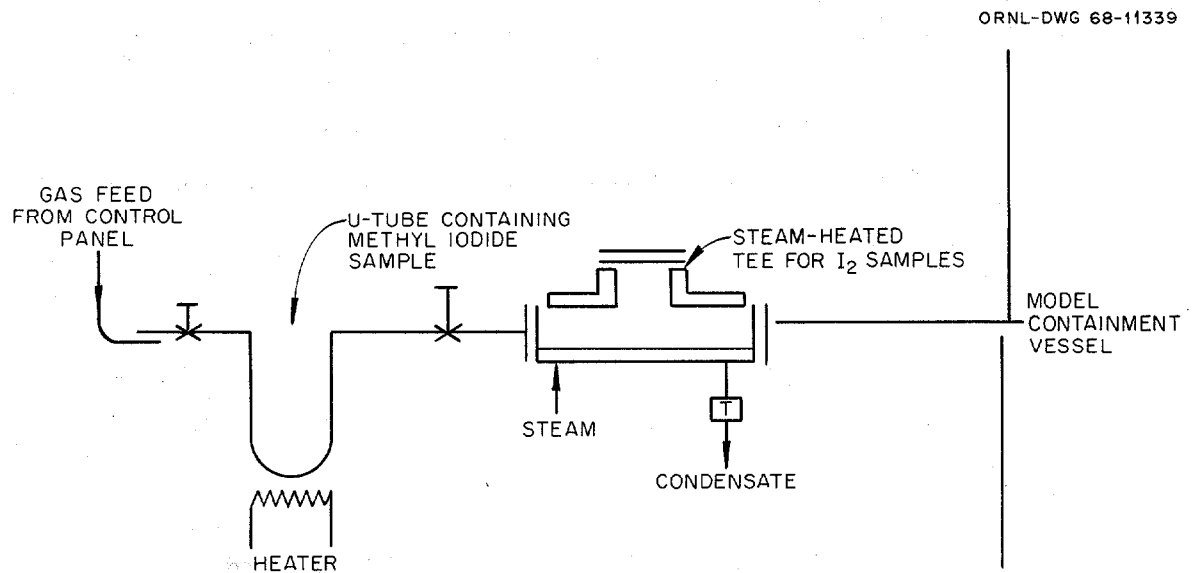 ORNL-DWG 68-11339
GAS FEED
FROM CONTROL
PANEL
U-TUBE CONTAINING
METHYL IODIDE
SAMPLE
STEAM-HEATED
TEE FOR I₂ SAMPLES
MODEL
CONTAINMENT
VESSEL
STEAM
T
CONDENSATE
HEATER